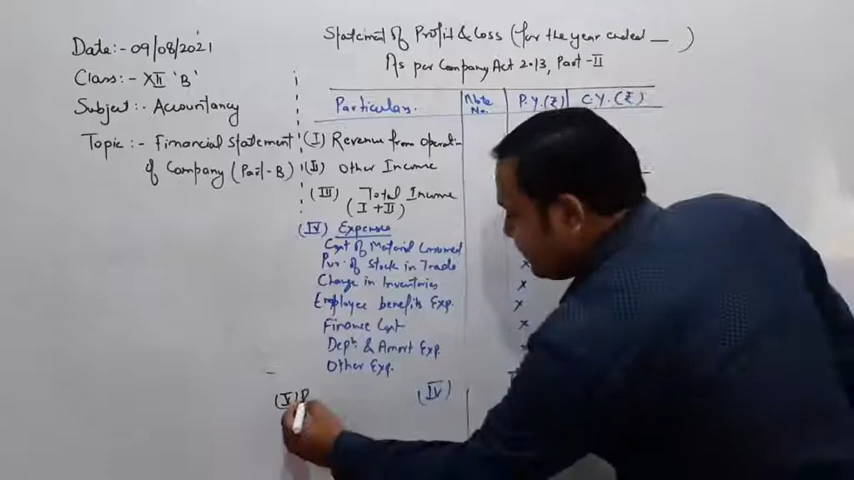 Date:- 09/08/2021
Class:- XII 'B'
Subject:- Accountancy
Topic:- Financial Statement of Company (Part-B)
Statement of Profit & Loss (for the year ended __ )
As per Company Act 2013, Part-II
Particulars. Note No. P.Y.(₹) C.Y.(₹)
(I) Revenue from Operati-
(II) Other Income
(III) Total Income
(I + II)
(IV) Expenses
Cost of Material Consumed
Pur. of Stock in Trade x
Change in Inventories x
Employee benefits Exp. x
Finance Cost x
Dept. & Amort Exp. x
Other Exp.
(IV)
(V) P